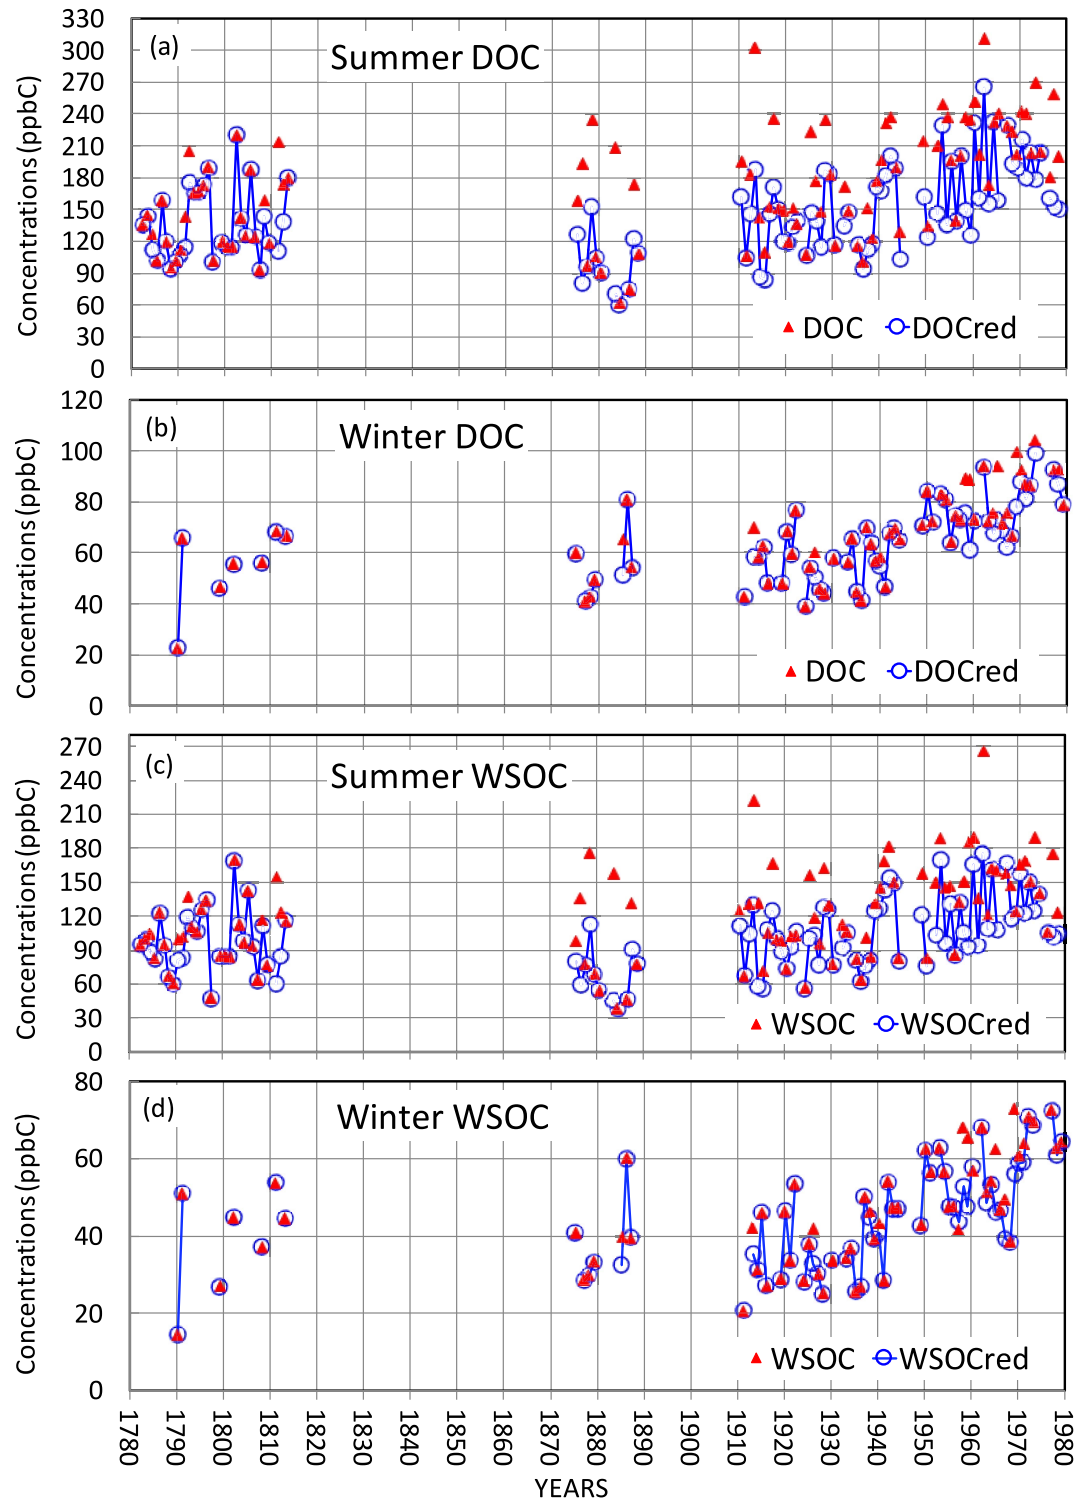 330
300
270
240
210
180
150
120
90
60
30
0
Concentrations (ppbC)
(a)
Summer DOC
DOC DOCred
120
100
80
60
40
20
0
Concentrations (ppbC)
(b)
Winter DOC
DOC DOCred
270
240
210
180
150
120
90
60
30
0
Concentrations (ppbC)
(c)
Summer WSOC
WSOC WSOCred
80
60
40
20
0
Concentrations (ppbC)
(d)
Winter WSOC
WSOC WSOCred
1780 1790 1800 1810 1820 1830 1840 1850 1860 1870 1880 1890 1900 1910 1920 1930 1940 1950 1960 1970 1980
YEARS